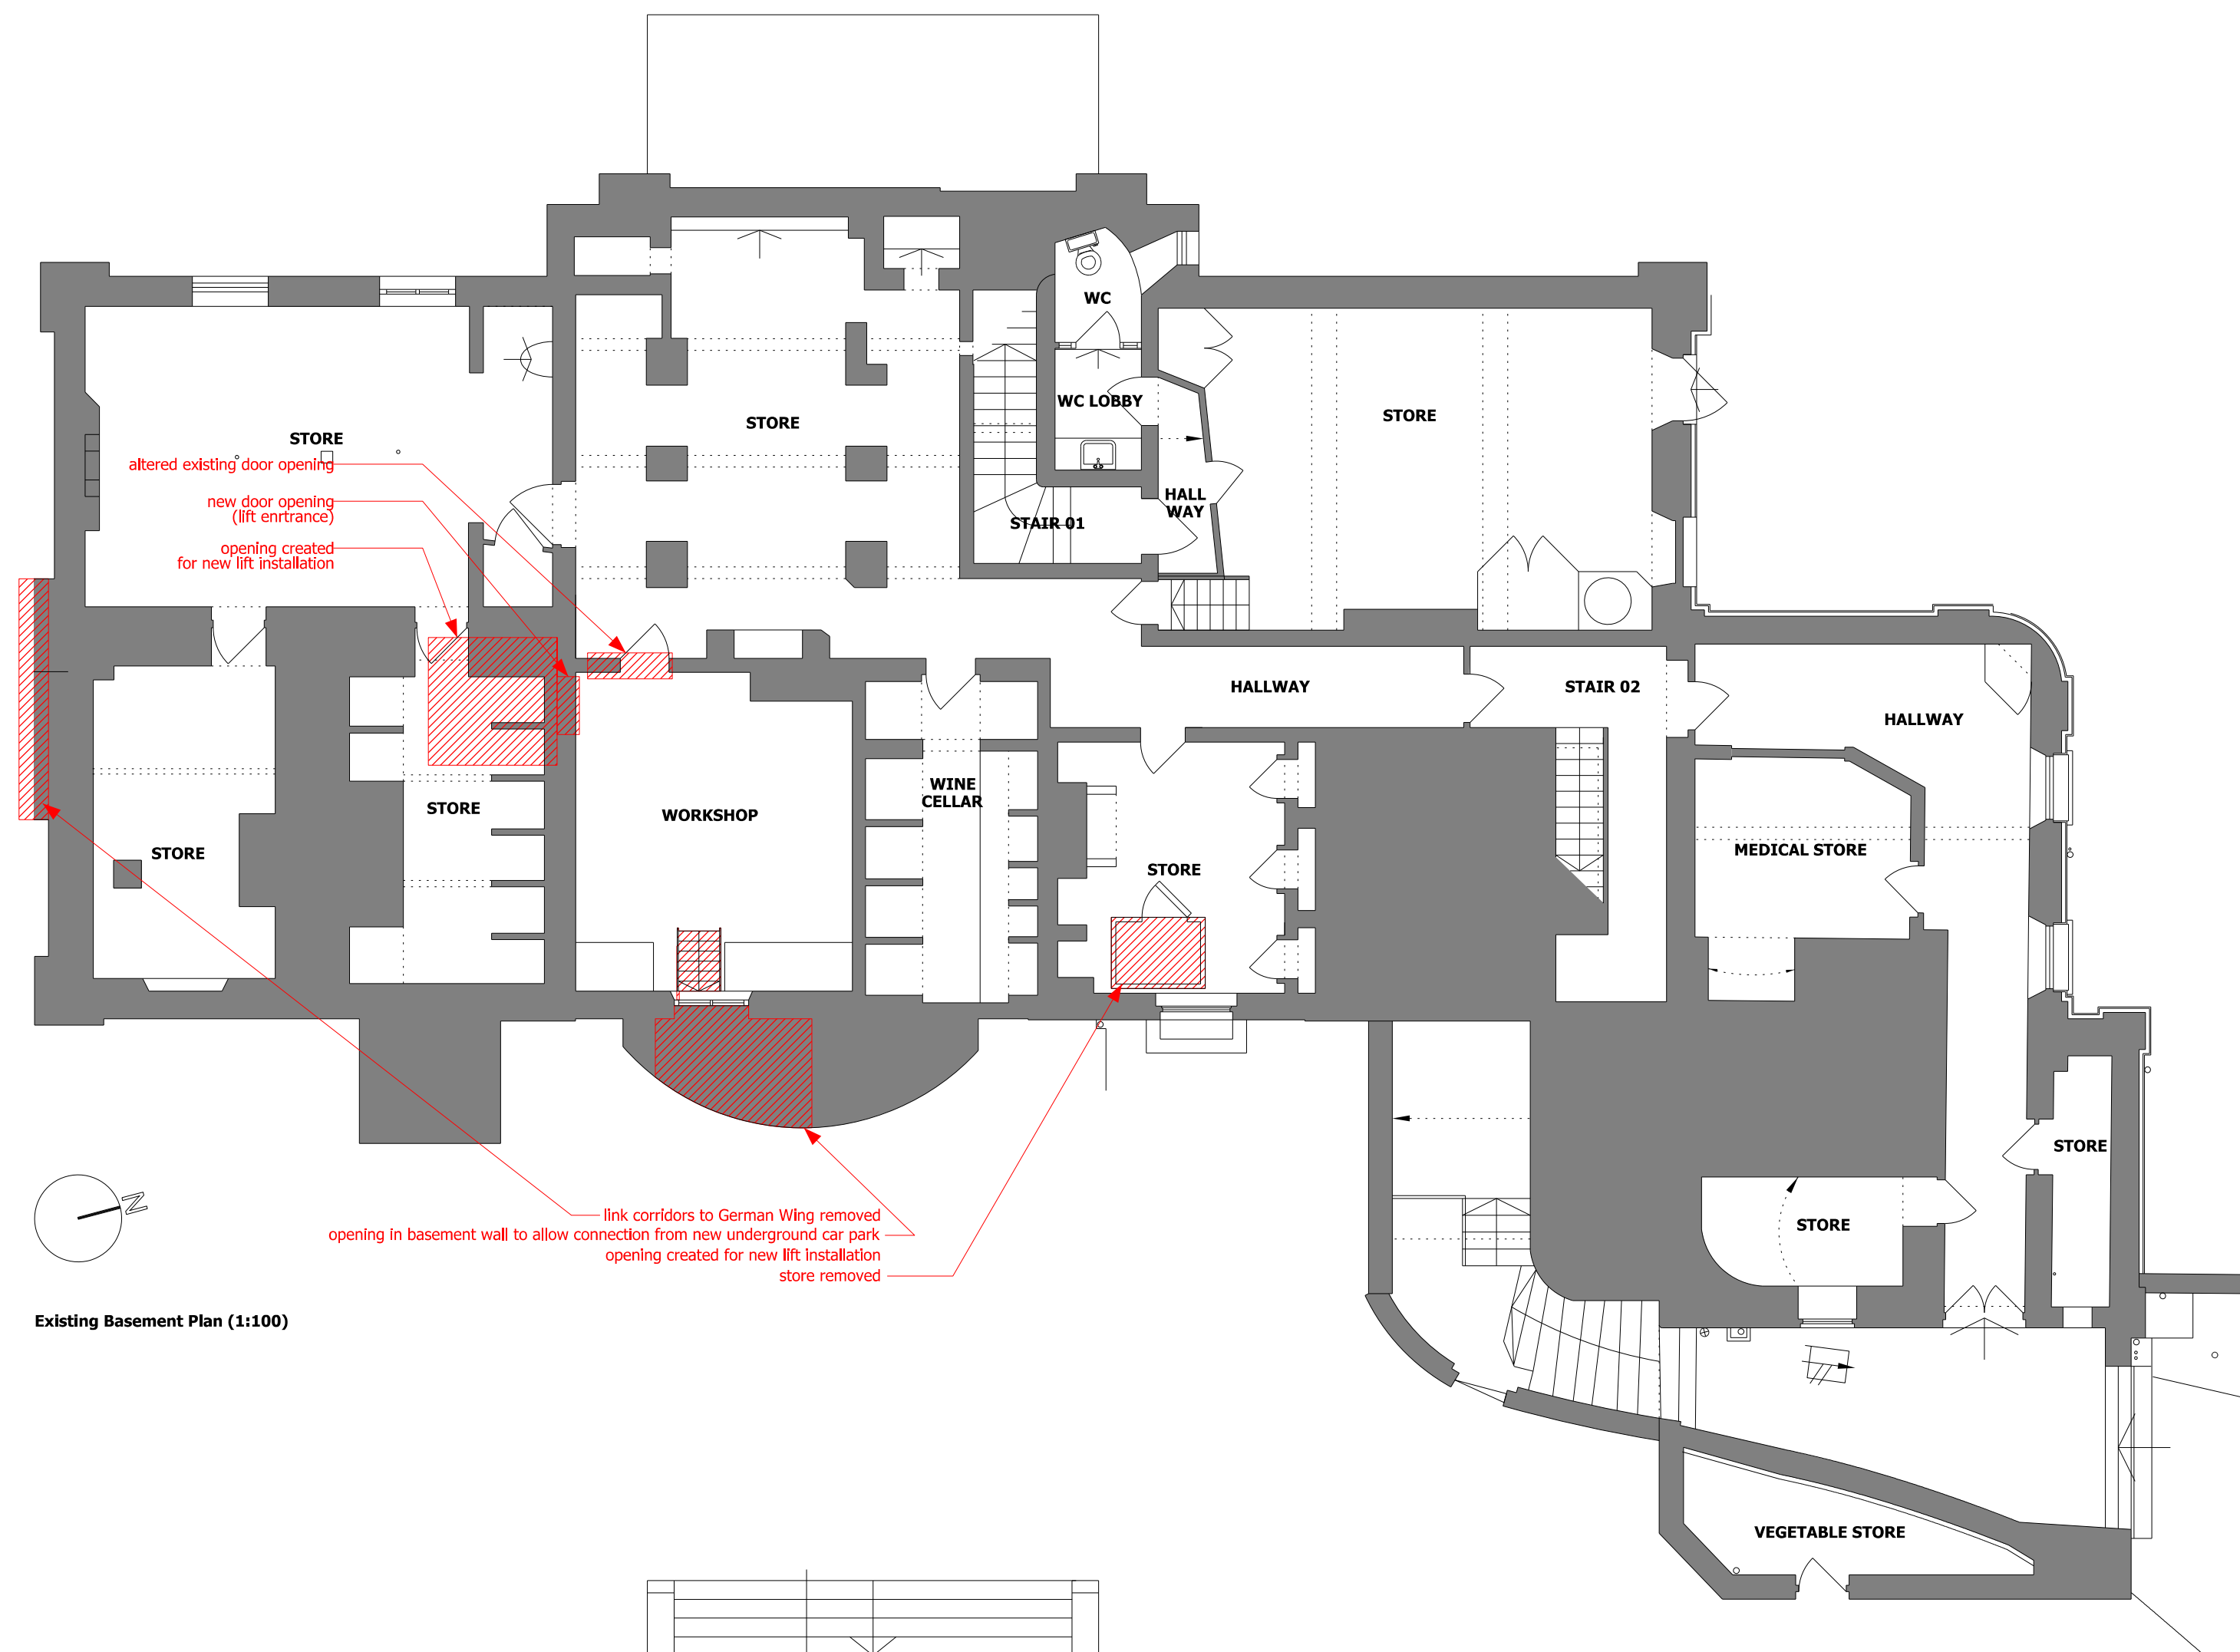 WC
WC LOBBY
STORE
STORE
STORE
altered existing door opening
new door opening
(lift enrtrance)
opening created
for new lift installation
HALL
WAY
STAIR 01
HALLWAY
STAIR 02
HALLWAY
WINE
CELLAR
STORE
WORKSHOP
STORE
STORE
MEDICAL STORE
STORE
STORE
N
link corridors to German Wing removed
opening in basement wall to allow connection from new underground car park
opening created for new lift installation
store removed
Existing Basement Plan (1:100)
VEGETABLE STORE